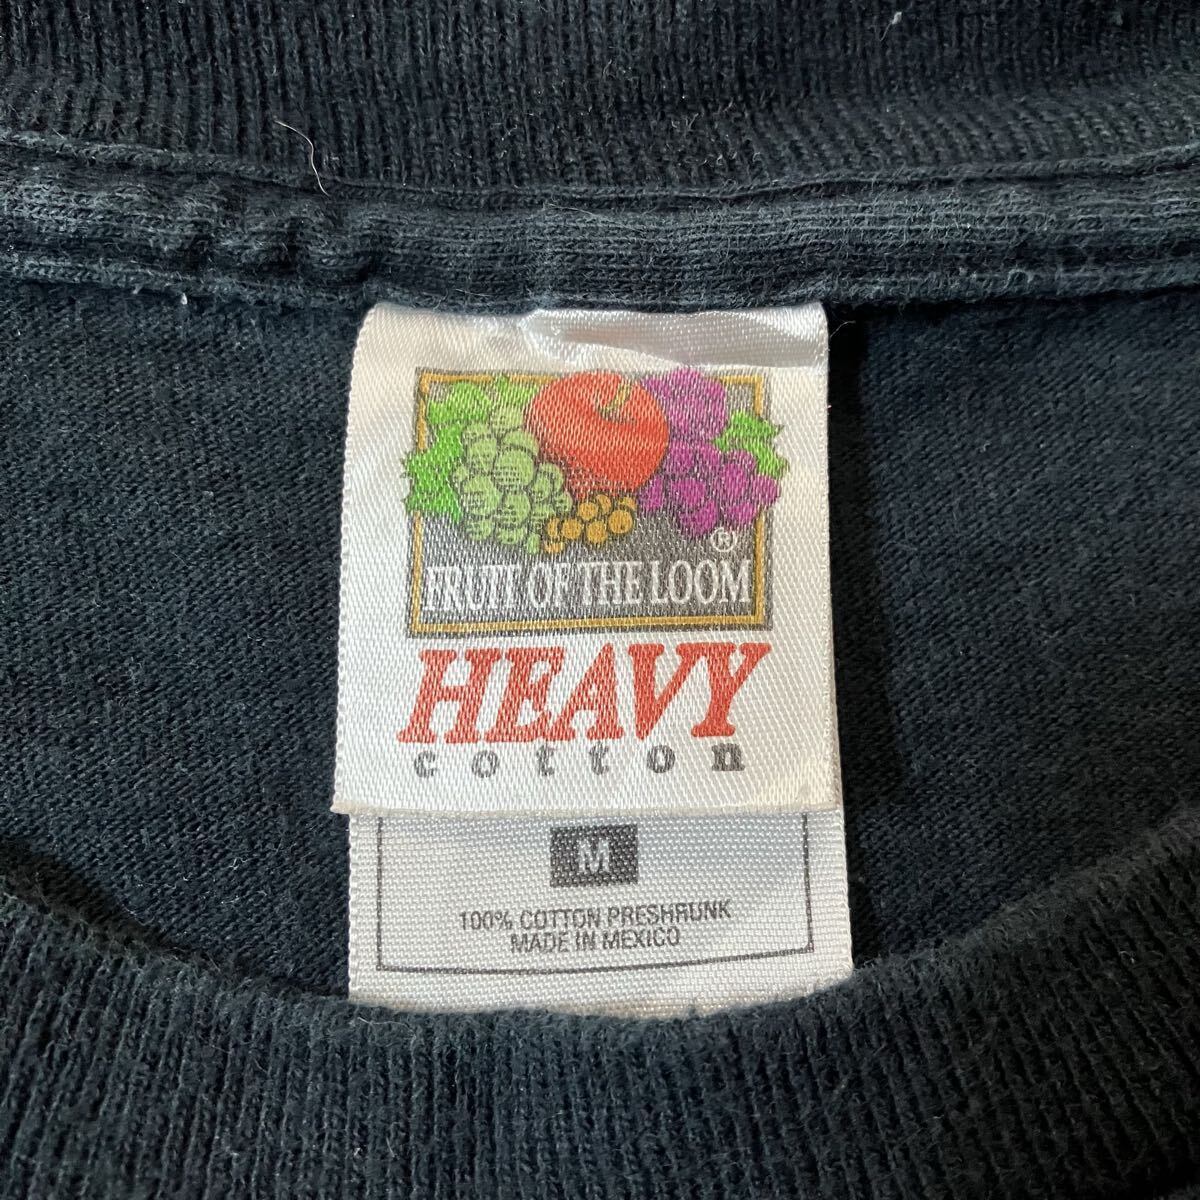 ®
FRUIT OF THE LOOM
HEAVY
cotton
M
100% COTTON PRESHRUNK
MADE IN MEXICO